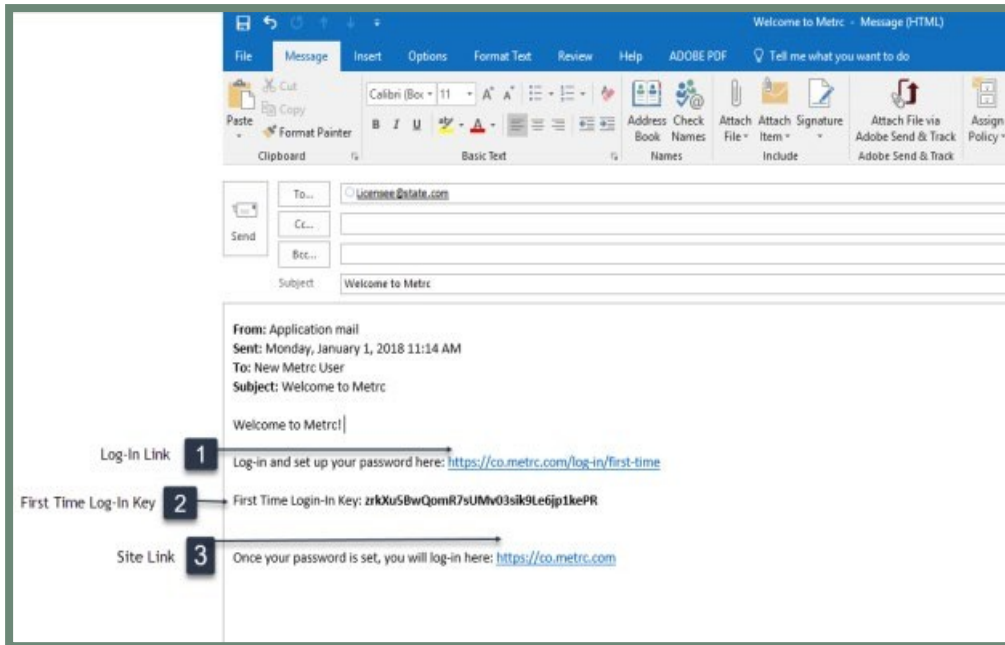 Welcome to Metrc - Message (HTML)
File Message Insert Options Format Text Review Help ADOBE PDF Tell me what you want to do
Paste
Cut
Copy
Format Painter
Clipboard
Calibri (Boc 11
B I U
Basic Text
Address Book
Check Names
Names
Attach File
Attach Item
Signature
Include
Attach File via
Adobe Send & Track
Adobe Send & Track
Assign
Policy
Send
To... Licensee@state.com
Cc...
Bcc...
Subject Welcome to Metrc
From: Application mail
Sent: Monday, January 1, 2018 11:14 AM
To: New Metrc User
Subject: Welcome to Metrc
Welcome to Metrc!
Log-In Link 1
Log-in and set up your password here: https://co.metrc.com/log-in/first-time
First Time Log-In Key 2
First Time Login-In Key: zrkXuSBwQomR7sUMv03sik9Le6jp1kePR
Site Link 3
Once your password is set, you will log-in here: https://co.metrc.com